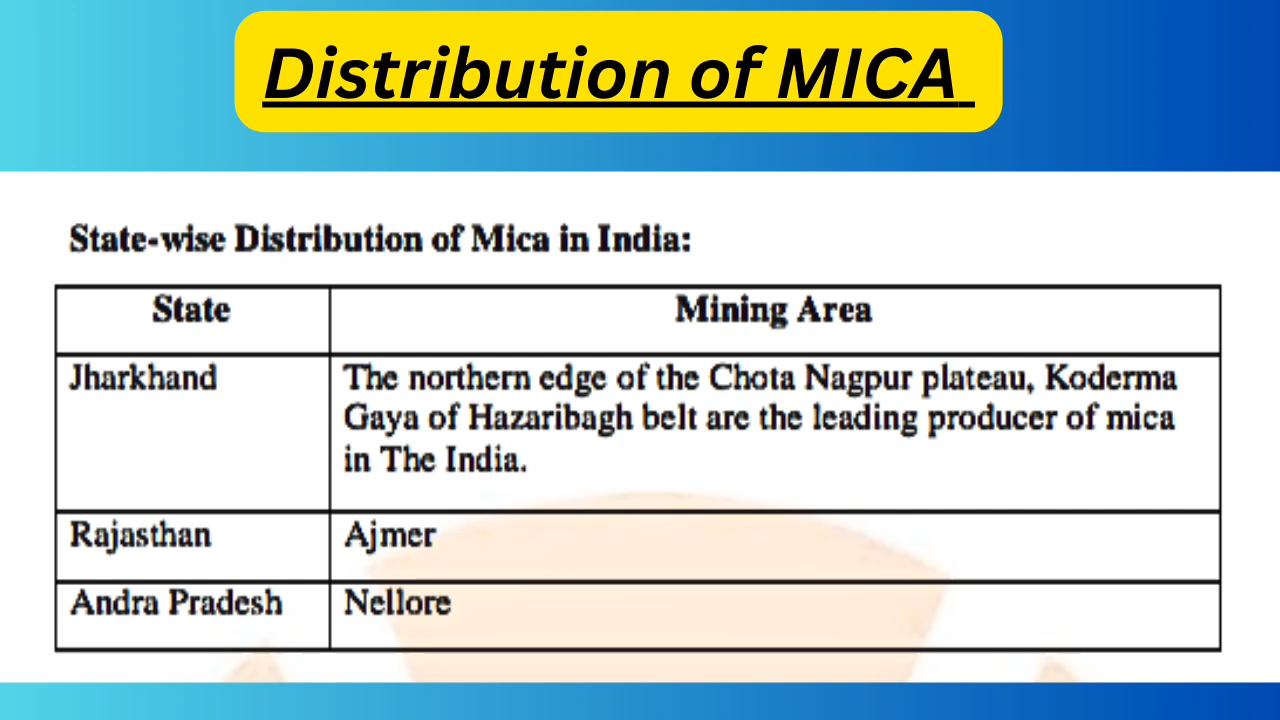 Distribution of MICA
State-wise Distribution of Mica in India:
State
Mining Area
Jharkhand
The northern edge of the Chota Nagpur plateau, Koderma
Gaya of Hazaribagh belt are the leading producer of mica
in The India.
Rajasthan
Ajmer
Andra Pradesh
Nellore